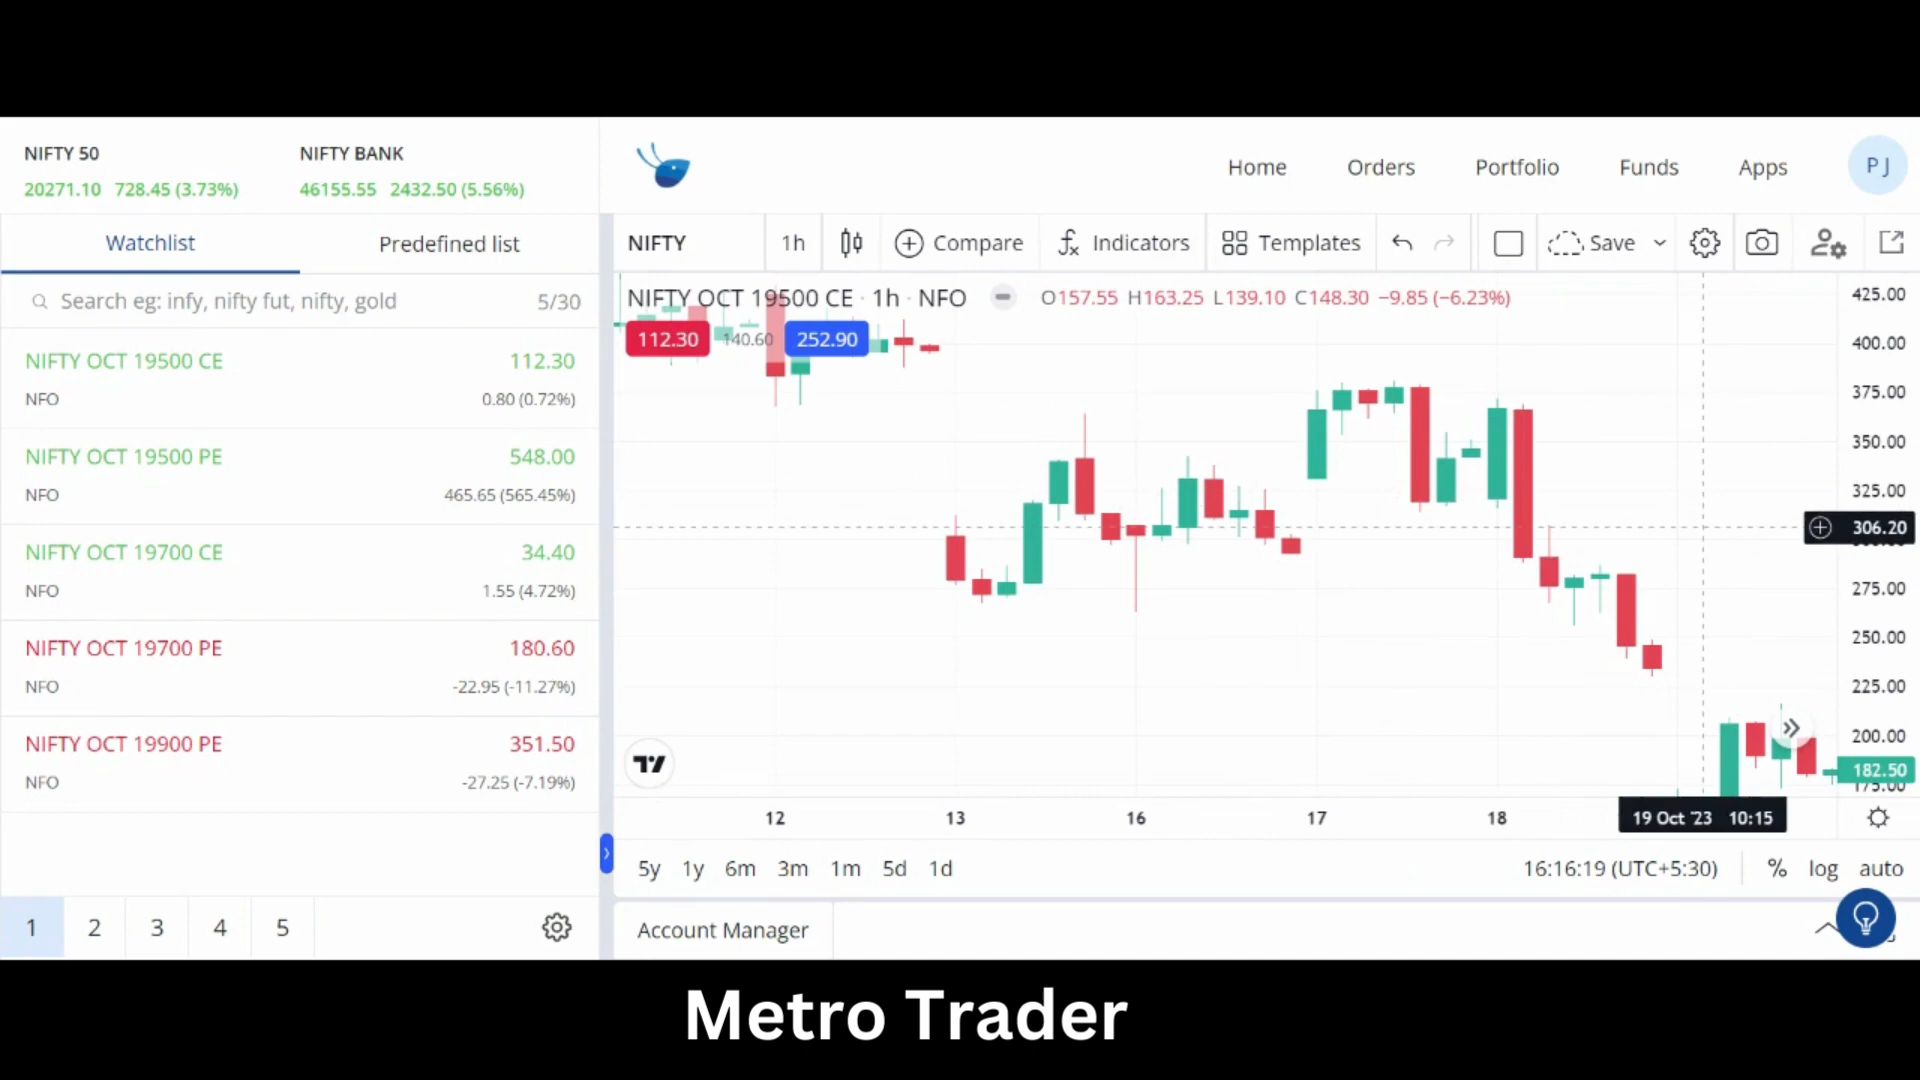 NIFTY 50
20271.10 728.45 (3.73%)
NIFTY BANK
46155.55 2432.50 (5.56%)
Home
Orders
Portfolio
Funds
Apps
P J
Watchlist
Predefined list
Search eg: infy, nifty fut, nifty, gold
5/30
NIFTY OCT 19500 CE 112.30
NFO 0.80 (0.72%)
NIFTY OCT 19500 PE 548.00
NFO 465.65 (565.45%)
NIFTY OCT 19700 CE 34.40
NFO 1.55 (4.72%)
NIFTY OCT 19700 PE 180.60
NFO -22.95 (-11.27%)
NIFTY OCT 19900 PE 351.50
NFO -27.25 (-7.19%)
1 2 3 4 5
NIFTY
1h
Compare
Indicators
Templates
Save
NIFTY OCT 19500 CE · 1h · NFO
O157.55 H163.25 L139.10 C148.30 −9.85 (−6.23%)
112.30 140.60 252.90
425.00
400.00
375.00
350.00
325.00
306.20
275.00
250.00
225.00
200.00
182.50
175.00
12 13 16 17 18 19 Oct '23 10:15
5y 1y 6m 3m 1m 5d 1d
16:16:19 (UTC+5:30)
% log auto
Account Manager
Metro Trader